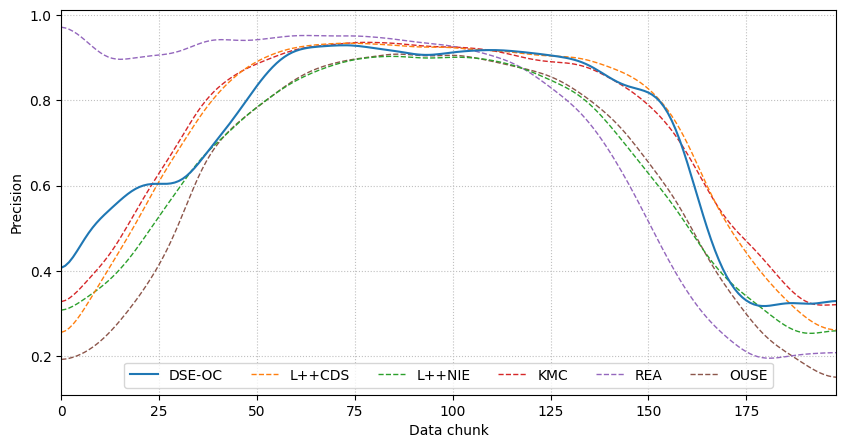 1.0
0.8
0.6
0.4
0.2
Precision
DSE-OC L++CDS L++NIE KMC REA OUSE
0 25 50 75 100 125 150 175
Data chunk